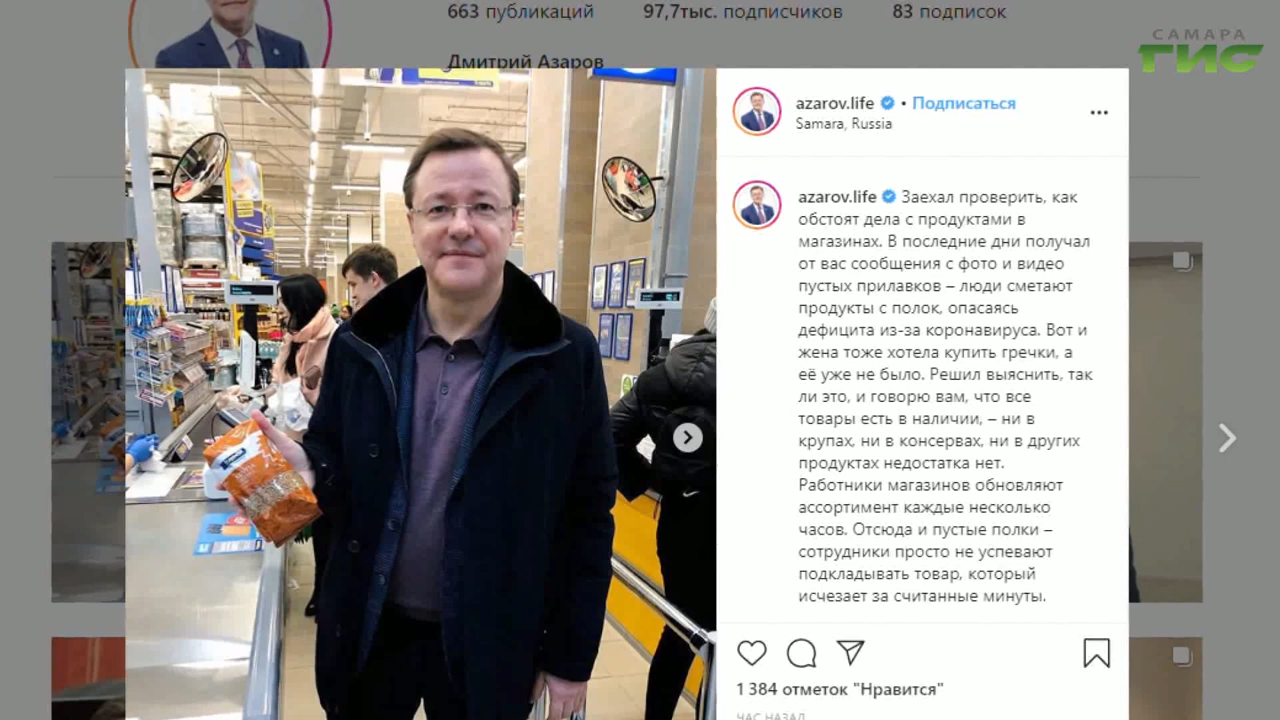 663 публикаций 97,7тыс. подписчиков 83 подписок
САМАРА
ГИС
Дмитрий Азаров
azarov.life • Подписаться
Samara, Russia
azarov.life Заехал проверить, как
обстоят дела с продуктами в
магазинах. В последние дни получал
от вас сообщения с фото и видео
пустых прилавков – люди сметают
продукты с полок, опасаясь
дефицита из-за коронавируса. Вот и
жена тоже хотела купить гречки, а
её уже не было. Решил выяснить, так
ли это, и говорю вам, что все
товары есть в наличии, – ни в
крупах, ни в консервах, ни в других
продуктах недостатка нет.
Работники магазинов обновляют
ассортимент каждые несколько
часов. Отсюда и пустые полки –
сотрудники просто не успевают
подкладывать товар, который
исчезает за считанные минуты.
1 384 отметок "Нравится"
ЧАС НАЗАД